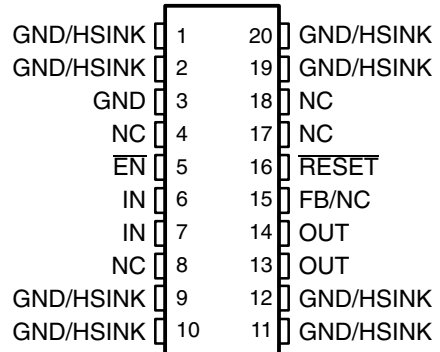 GND/HSINK 1 20 GND/HSINK
GND/HSINK 2 19 GND/HSINK
GND 3 18 NC
NC 4 17 NC
E̅N̅ 5 16 R̅E̅S̅E̅T̅
IN 6 15 FB/NC
IN 7 14 OUT
NC 8 13 OUT
GND/HSINK 9 12 GND/HSINK
GND/HSINK 10 11 GND/HSINK